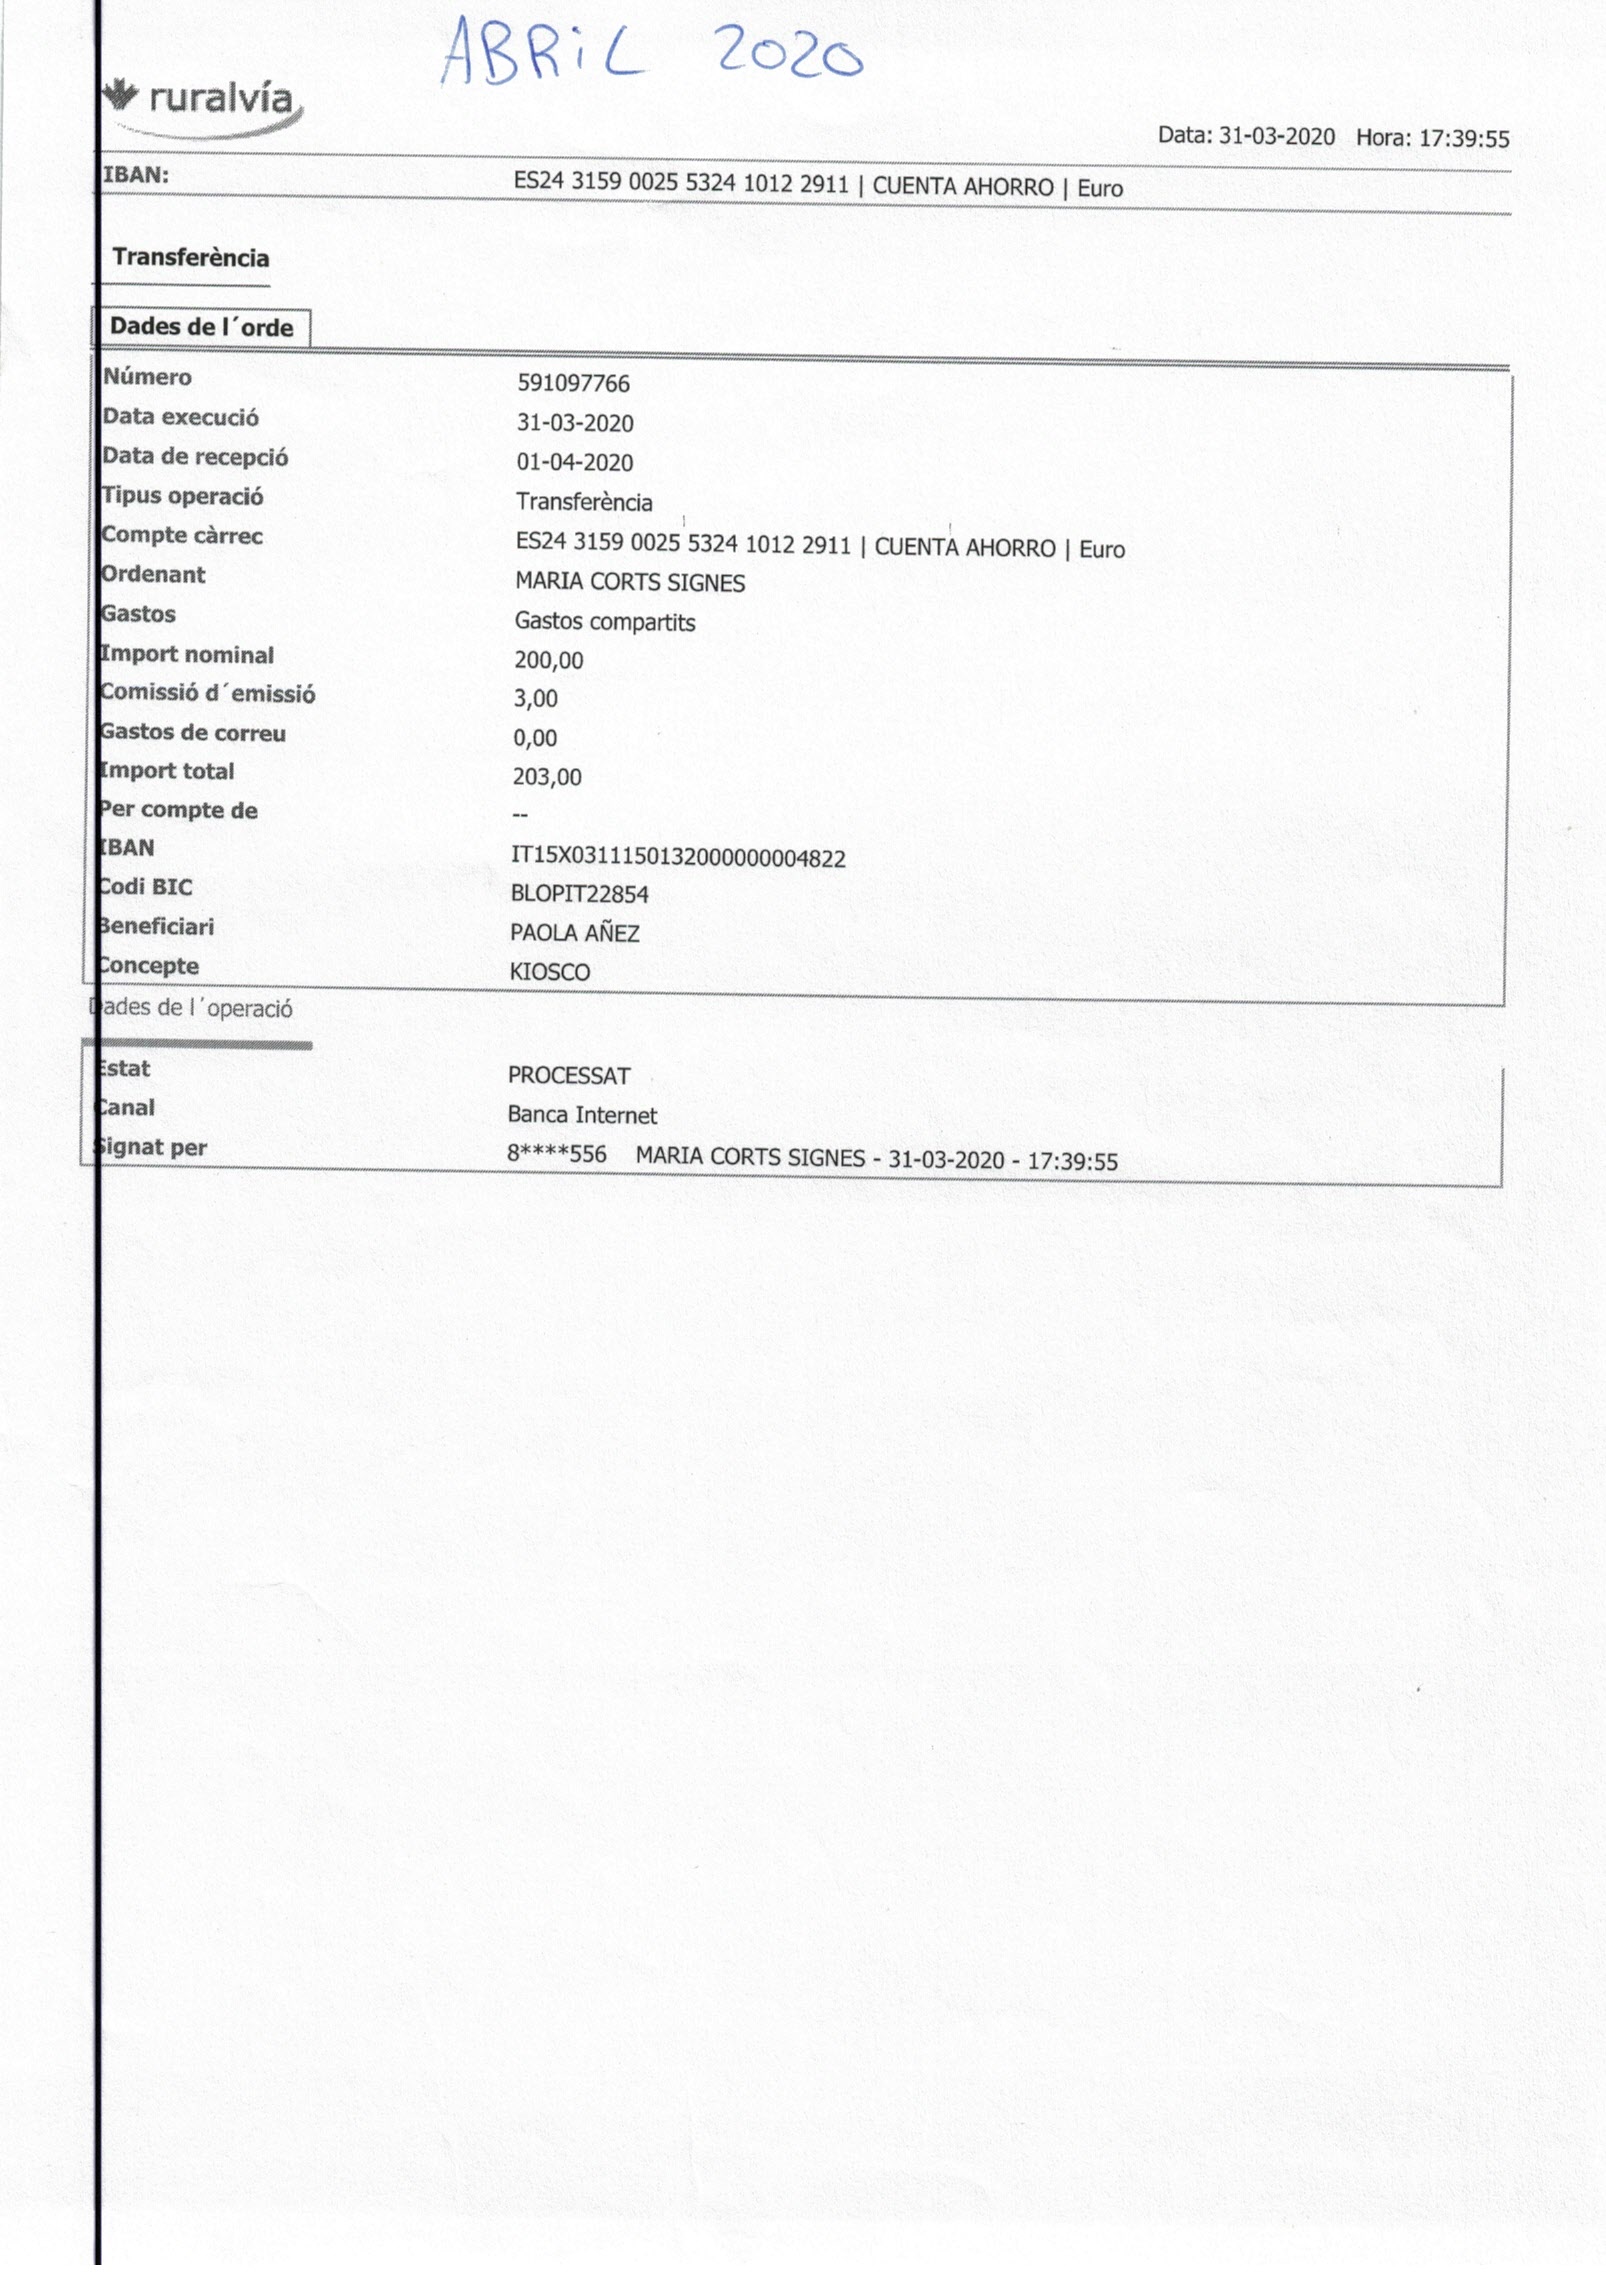 ABRiL 2020
ruralvía
Data: 31-03-2020 Hora: 17:39:55
IBAN: ES24 3159 0025 5324 1012 2911 | CUENTA AHORRO | Euro
Transferència
Dades de l´orde
Número 591097766
Data execució 31-03-2020
Data de recepció 01-04-2020
Tipus operació Transferència
Compte càrrec ES24 3159 0025 5324 1012 2911 | CUENTA AHORRO | Euro
Ordenant MARIA CORTS SIGNES
Gastos Gastos compartits
Import nominal 200,00
Comissió d´emissió 3,00
Gastos de correu 0,00
Import total 203,00
Per compte de --
IBAN IT15X0311150132000000004822
Codi BIC BLOPIT22854
Beneficiari PAOLA AÑEZ
Concepte KIOSCO
Dades de l´operació
Estat PROCESSAT
Canal Banca Internet
Signat per 8****556 MARIA CORTS SIGNES - 31-03-2020 - 17:39:55